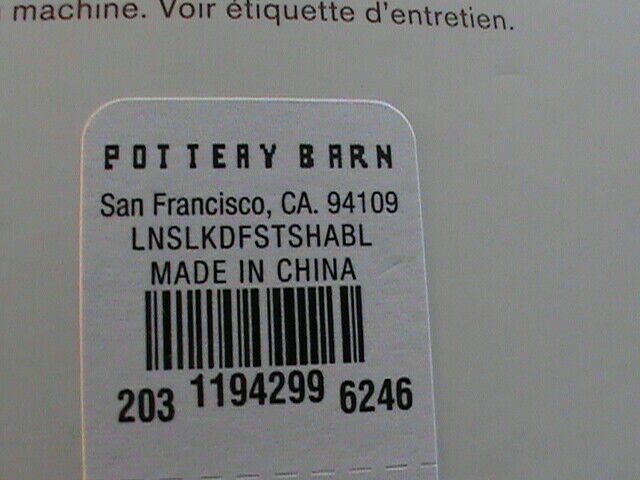 machine. Voir étiquette d'entretien.
POTTERY BARN
San Francisco, CA. 94109
LNSLKDFSTSHABL
MADE IN CHINA
203 1194299 6246